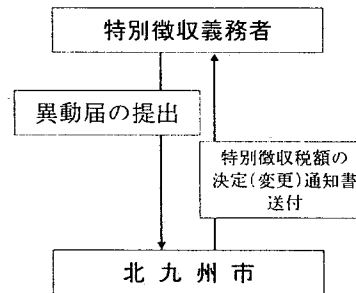 特別徴収義務者
異動届の提出
特別徴収税額の
決定(変更)通知書
送付
北九州市